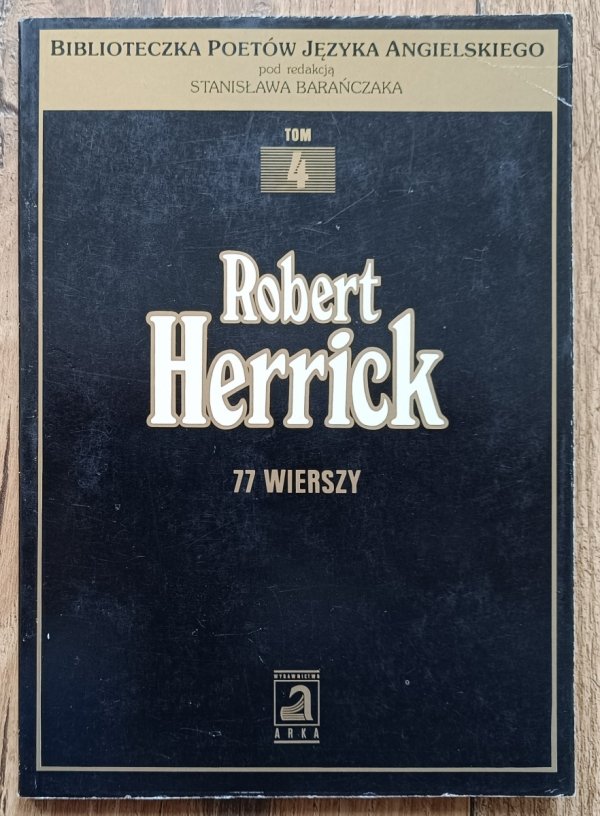 BIBLIOTECZKA POETÓW JĘZYKA ANGIELSKIEGO
pod redakcją
STANISŁAWA BARAŃCZAKA
TOM
4
Robert
Herrick
77 WIERSZY
WYDAWNICTWO
a
ARKA